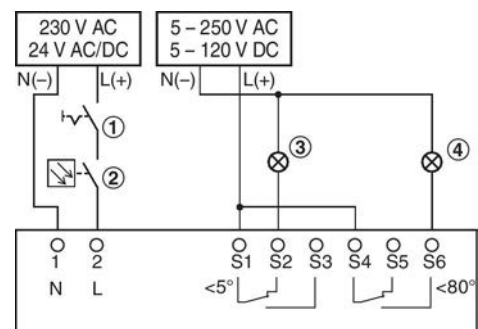 230 V AC
24 V AC/DC
5 – 250 V AC
5 – 120 V DC
N(–)
L(+)
N(–)
L(+)
1
2
3
4
1
2
S1
S2
S3
S4
S5
S6
N
L
<5°
<80°